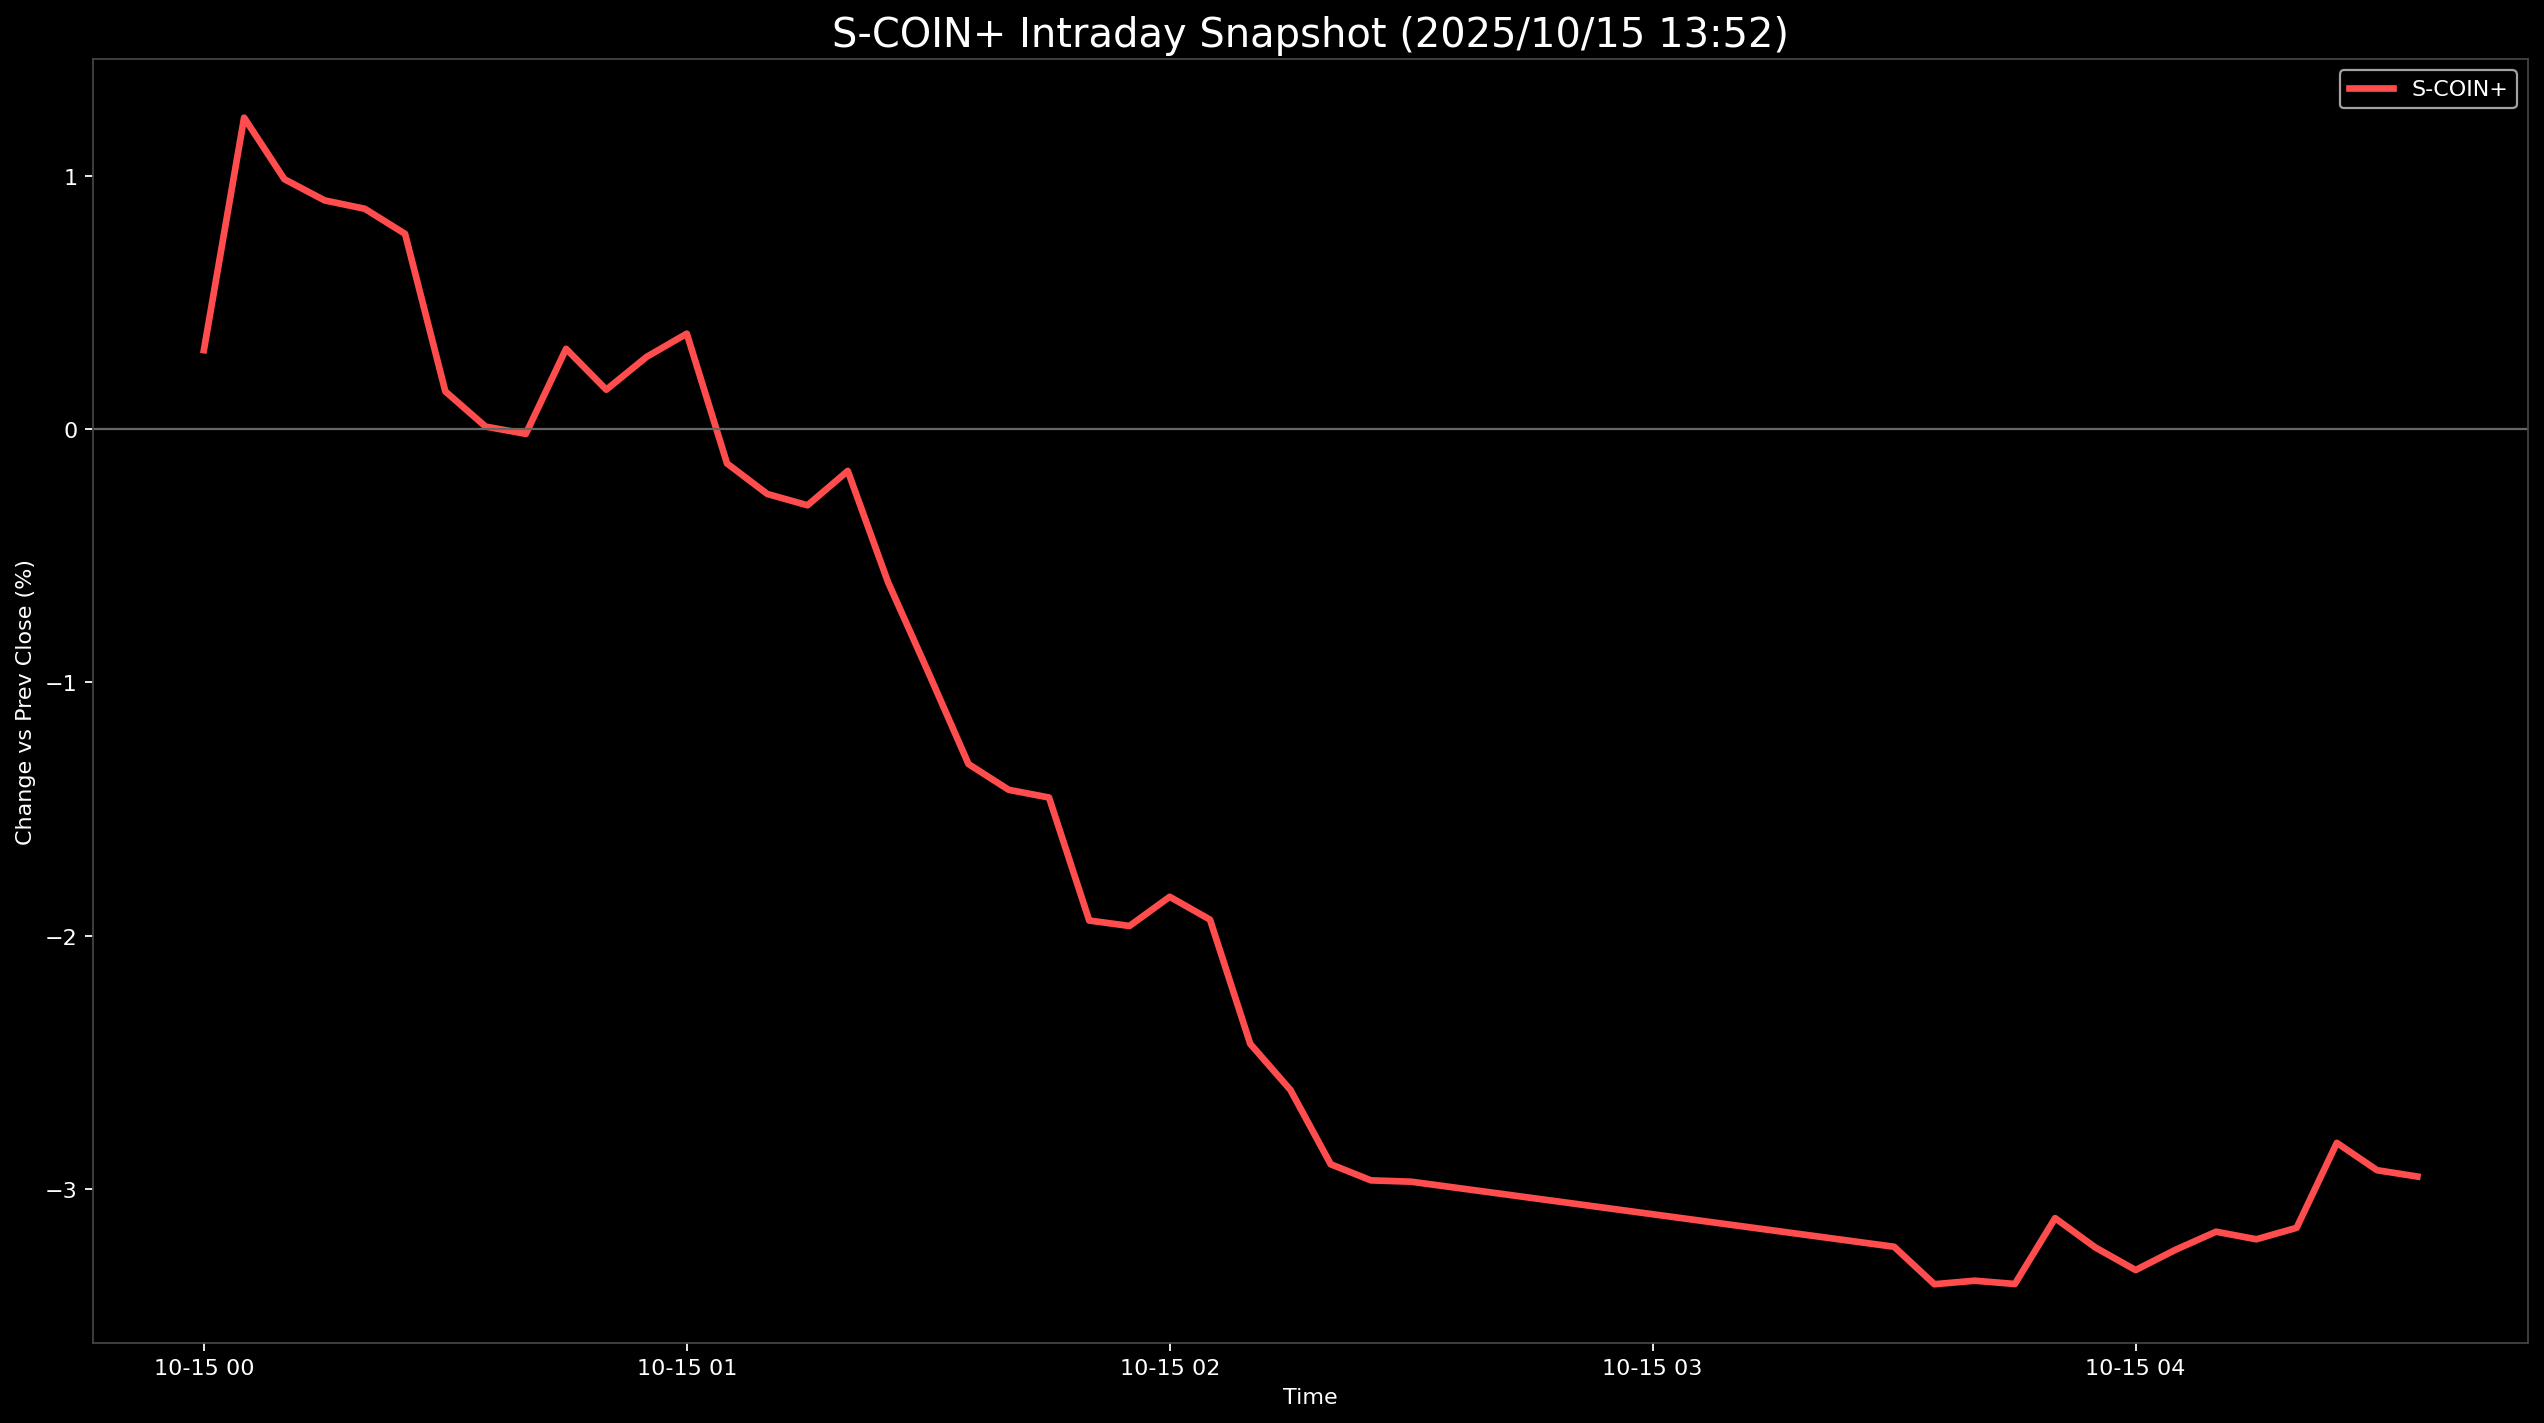 S-COIN+ Intraday Snapshot (2025/10/15 13:52)
S-COIN+
Change vs Prev Close (%)
1
0
−1
−2
−3
10-15 00
10-15 01
10-15 02
10-15 03
10-15 04
Time